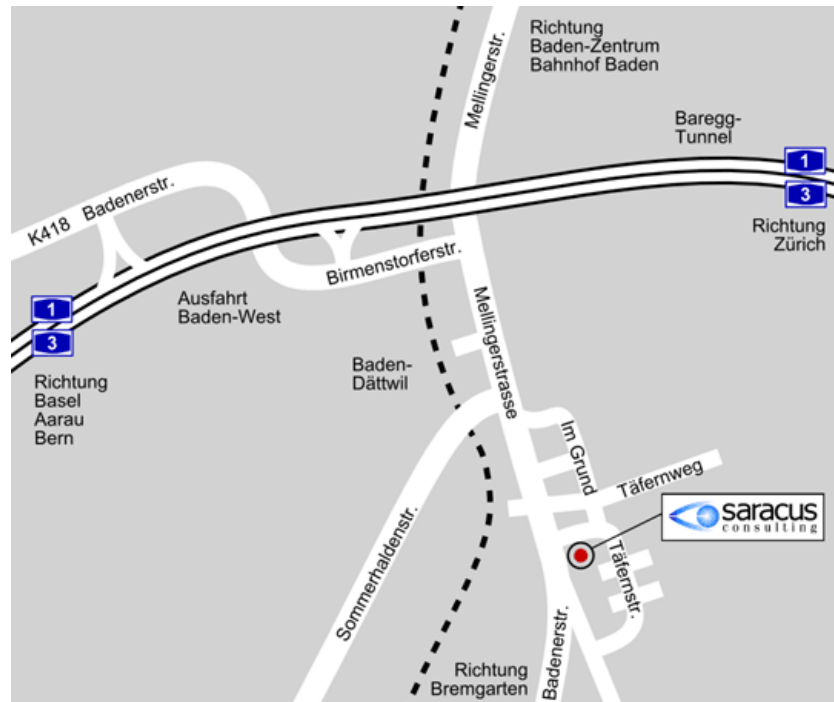 Richtung
Baden-Zentrum
Bahnhof Baden
Mellingerstr.
Baregg-
Tunnel
1
3
Richtung
Zürich
K418 Badenerstr.
Birmenstorferstr.
Ausfahrt
Baden-West
1
3
Richtung
Basel
Aarau
Bern
Baden-
Dättwil
Mellingerstrasse
Im Grund
Täfernweg
saracus
consulting
Sommerhaldenstr.
Täfernstr.
Badenerstr.
Richtung
Bremgarten